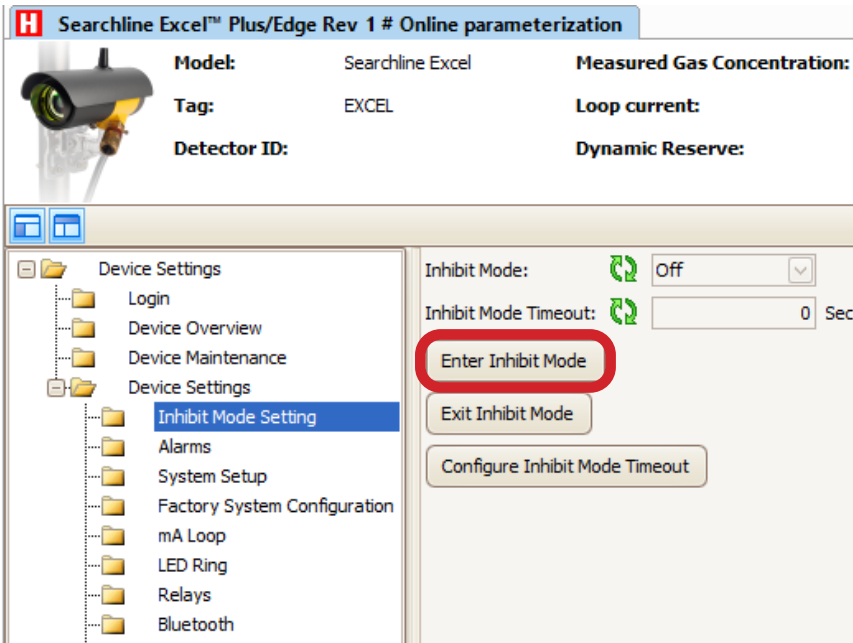 H Searchline Excel™ Plus/Edge Rev 1 # Online parameterization
Model: Searchline Excel Measured Gas Concentration:
Tag: EXCEL Loop current:
Detector ID: Dynamic Reserve:
Device Settings
Login
Device Overview
Device Maintenance
Device Settings
Inhibit Mode Setting
Alarms
System Setup
Factory System Configuration
mA Loop
LED Ring
Relays
Bluetooth
Inhibit Mode: Off
Inhibit Mode Timeout: 0 Sec
Enter Inhibit Mode
Exit Inhibit Mode
Configure Inhibit Mode Timeout